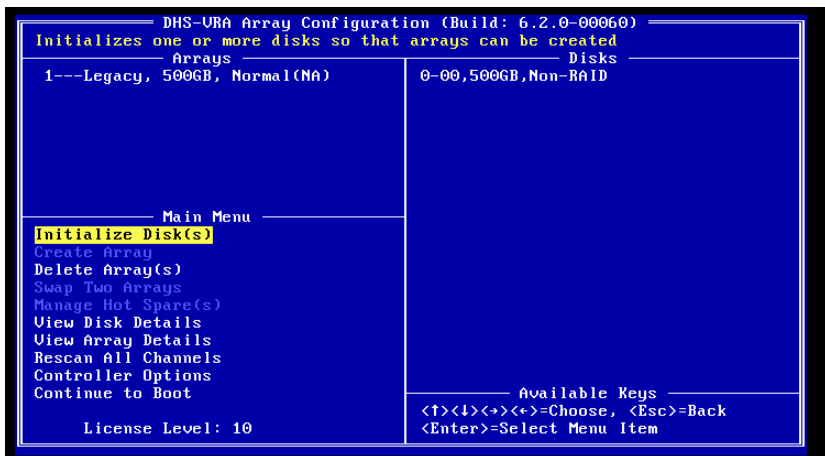 DHS-VRA Array Configuration (Build: 6.2.0-00060)
Initializes one or more disks so that arrays can be created
Arrays
1---Legacy, 500GB, Normal(NA)
Disks
0-00,500GB,Non-RAID
Main Menu
Initialize Disk(s)
Create Array
Delete Array(s)
Swap Two Arrays
Manage Hot Spare(s)
View Disk Details
View Array Details
Rescan All Channels
Controller Options
Continue to Boot
License Level: 10
Available Keys
<↑><↓><→><←>=Choose, <Esc>=Back
<Enter>=Select Menu Item